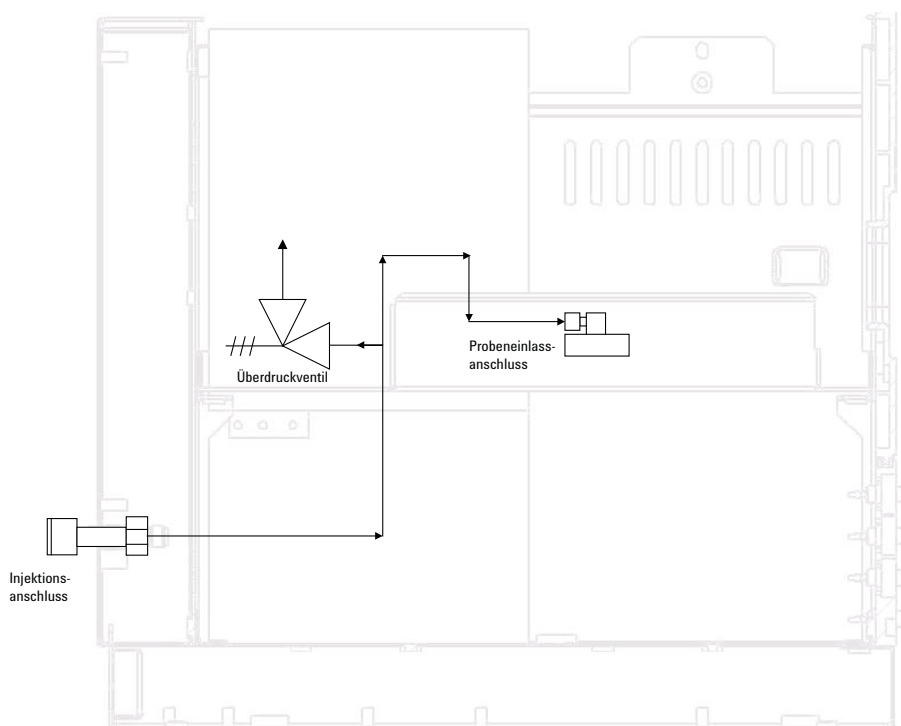 Probeneinlass-
anschluss
Überdruckventil
Injektions-
anschluss